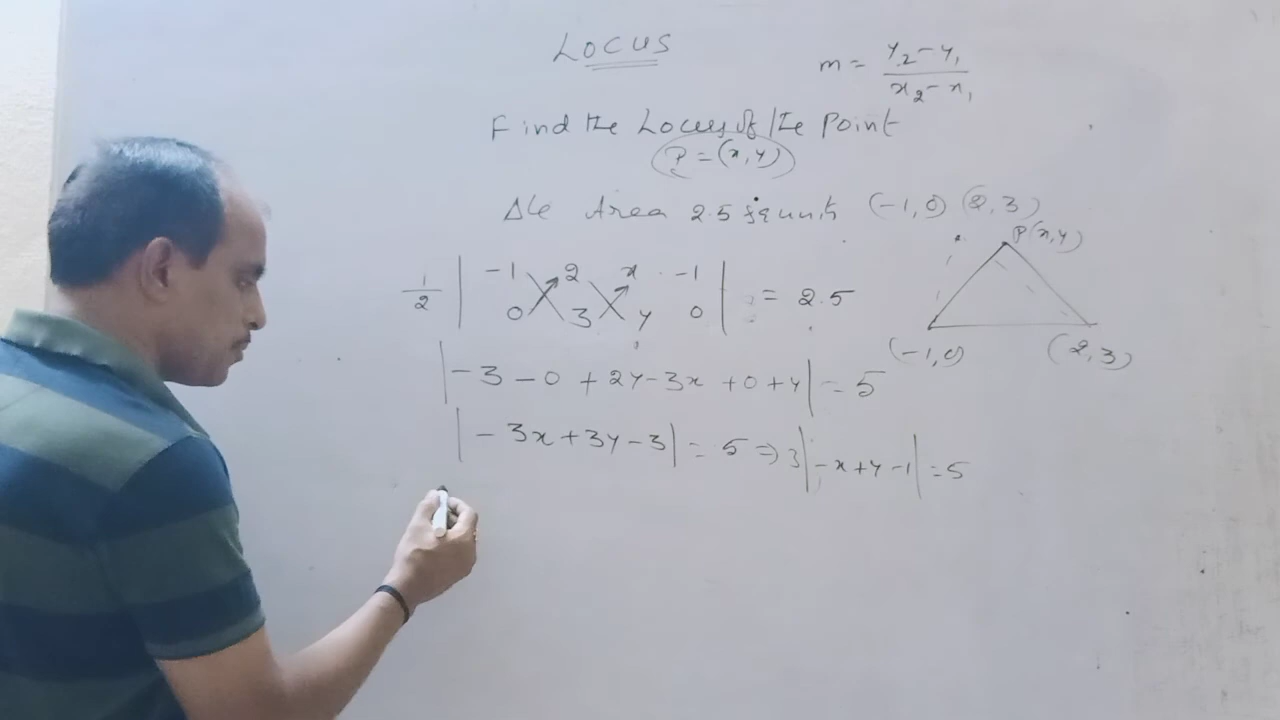 LOCUS
m = y₂ - y₁ / x₂ - x₁
Find the Locus of the Point
P = (x, y)
Δle Area 2.5 sq units (-1, 0) (2, 3)
P(x, y)
1/2 | -1 2 x -1 | = 2.5
0 3 y 0
(-1, 0) (2, 3)
| -3 - 0 + 2y - 3x + 0 + y | = 5
| - 3x + 3y - 3 | = 5 ⇒ 3 | -x + y - 1 | = 5